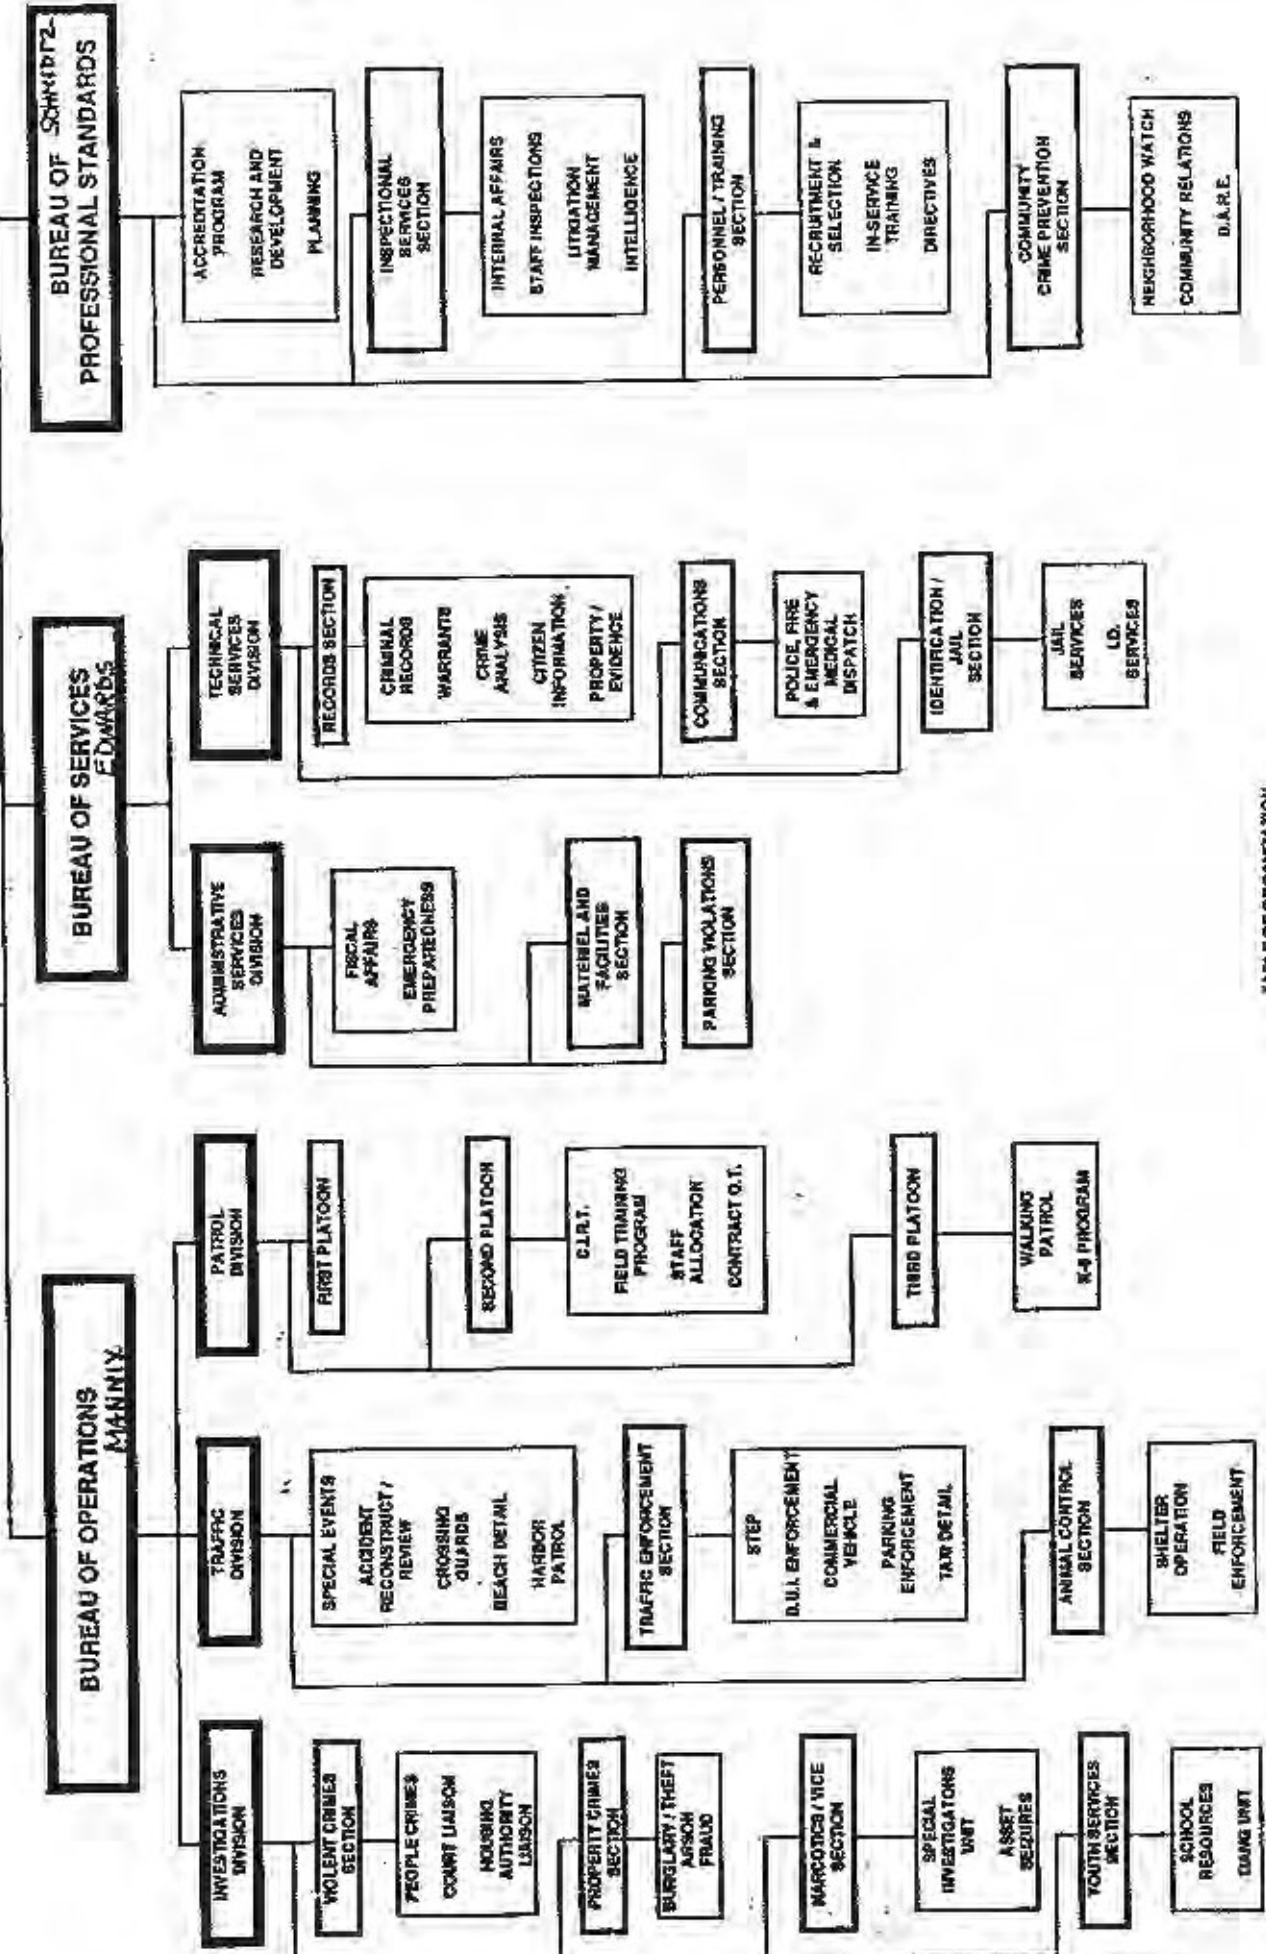 BUREAU OF OPERATIONS
MANNIX
INVESTIGATIONS
DIVISION
VIOLENT CRIMES
SECTION
PEOPLE CRIMES
COURT LIAISON
HOUSING
AUTHORITY
LIAISON
PROPERTY CRIMES
SECTION
BURGLARY / THEFT
ARSON
FRAUD
NARCOTICS / VICE
SECTION
SPECIAL
INVESTIGATIONS
UNIT
ASSET
SEIZURES
YOUTH SERVICES
SECTION
SCHOOL
RESOURCES
GANG UNIT
TRAFFIC
DIVISION
SPECIAL EVENTS
ACCIDENT
RECONSTRUCT /
REVIEW
CROSSING
GUARDS
BEACH DETAIL
HARBOR
PATROL
TRAFFIC ENFORCEMENT
SECTION
STEP
D.U.I. ENFORCEMENT
COMMERCIAL
VEHICLE
PARKING
ENFORCEMENT
TAXI DETAIL
ANIMAL CONTROL
SECTION
SHELTER
OPERATION
FIELD
ENFORCEMENT
PATROL
DIVISION
FIRST PLATOON
SECOND PLATOON
C.I.R.T.
FIELD TRAINING
PROGRAM
STAFF
ALLOCATION
CONTRACT O.T.
THIRD PLATOON
WALKING
PATROL
K-9 PROGRAM
BUREAU OF SERVICES
EDWARDS
ADMINISTRATIVE
SERVICES
DIVISION
FISCAL
AFFAIRS
EMERGENCY
PREPAREDNESS
MATERIEL AND
FACILITIES
SECTION
PARKING VIOLATIONS
SECTION
TECHNICAL
SERVICES
DIVISION
RECORDS SECTION
CRIMINAL
RECORDS
WARRANTS
CRIME
ANALYSIS
CITIZEN
INFORMATION
PROPERTY /
EVIDENCE
COMMUNICATIONS
SECTION
POLICE, FIRE
& EMERGENCY
MEDICAL
DISPATCH
IDENTIFICATION /
JAIL
SECTION
JAIL
SERVICES
I.D.
SERVICES
BUREAU OF SCHMIDTZ
PROFESSIONAL STANDARDS
ACCREDITATION
PROGRAM
RESEARCH AND
DEVELOPMENT
PLANNING
INSPECTIONAL
SERVICES
SECTION
INTERNAL AFFAIRS
STAFF INSPECTIONS
LITIGATION
MANAGEMENT
INTELLIGENCE
PERSONNEL / TRAINING
SECTION
RECRUITMENT &
SELECTION
IN-SERVICE
TRAINING
DIRECTIVES
COMMUNITY
CRIME PREVENTION
SECTION
NEIGHBORHOOD WATCH
COMMUNITY RELATIONS
D.A.R.E.
TABLE OF ORGANIZATION